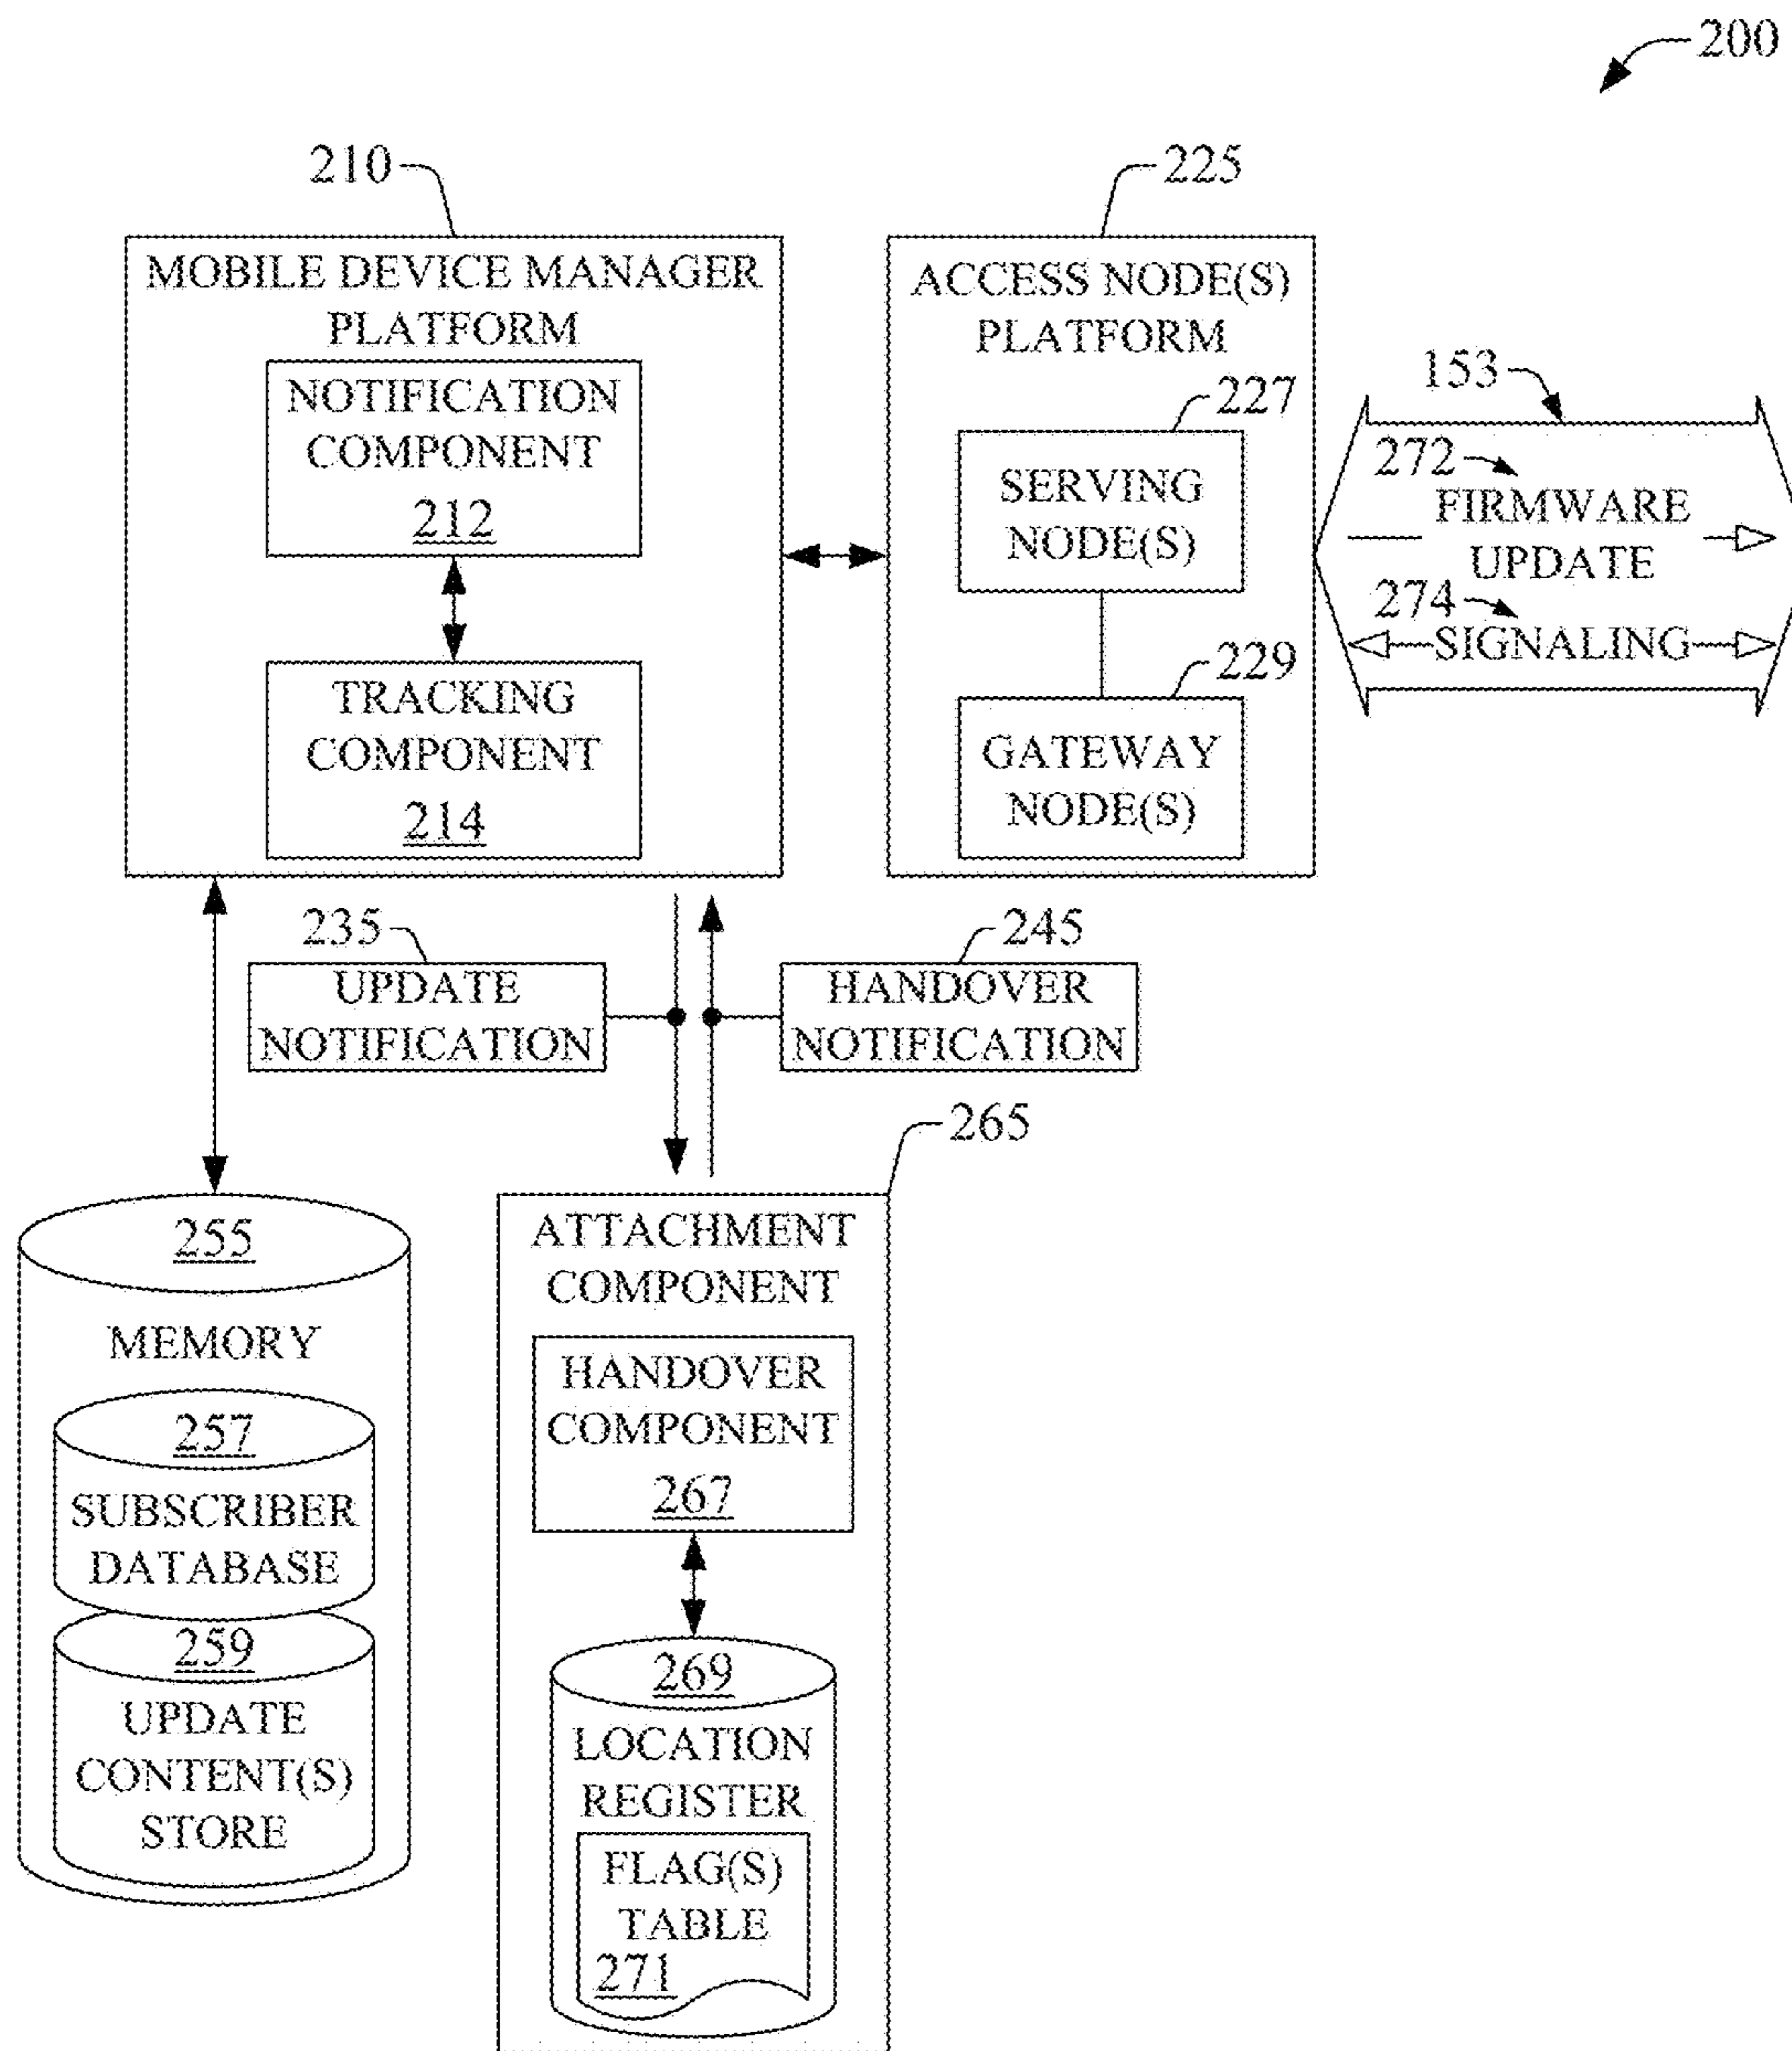 200
210
225
MOBILE DEVICE MANAGER
PLATFORM
NOTIFICATION
COMPONENT
212
TRACKING
COMPONENT
214
ACCESS NODE(S)
PLATFORM
227
SERVING
NODE(S)
229
GATEWAY
NODE(S)
153
272
FIRMWARE
UPDATE
274
SIGNALING
235
UPDATE
NOTIFICATION
245
HANDOVER
NOTIFICATION
265
255
MEMORY
257
SUBSCRIBER
DATABASE
259
UPDATE
CONTENT(S)
STORE
ATTACHMENT
COMPONENT
HANDOVER
COMPONENT
267
269
LOCATION
REGISTER
FLAG(S)
TABLE
271